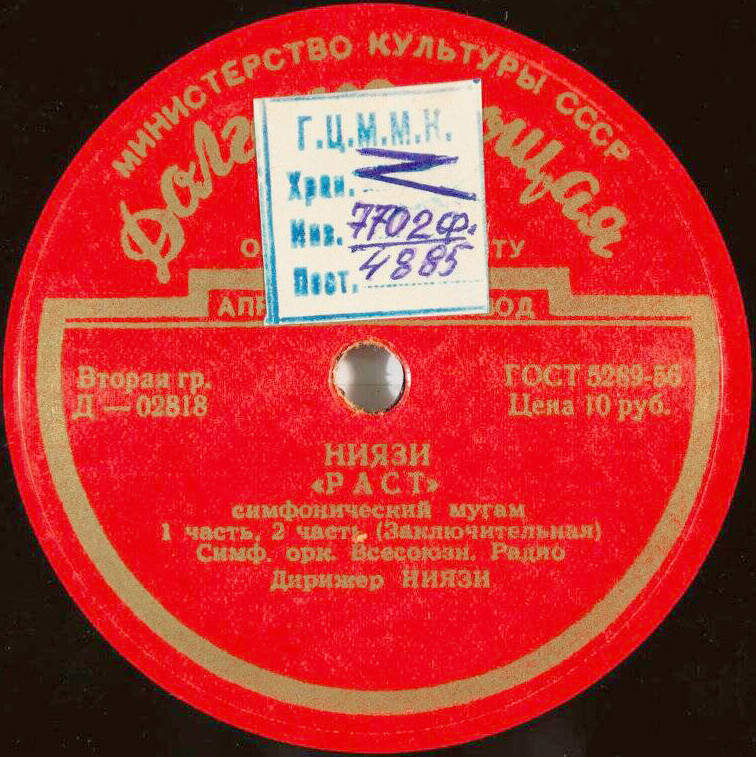 МИНИСТЕРСТВО КУЛЬТУРЫ СССР
Г.Ц.М.М.К.
Хран.
Инв. 7702ф.
Пост. 4885
Вторая гр.
Д — 02818
ГОСТ 5289-56
Цена 10 руб.
НИЯЗИ
«РАСТ»
симфонический мугам
1 часть, 2 часть (Заключительная)
Симф. орк. Всесоюзн. Радио
Дирижер НИЯЗИ